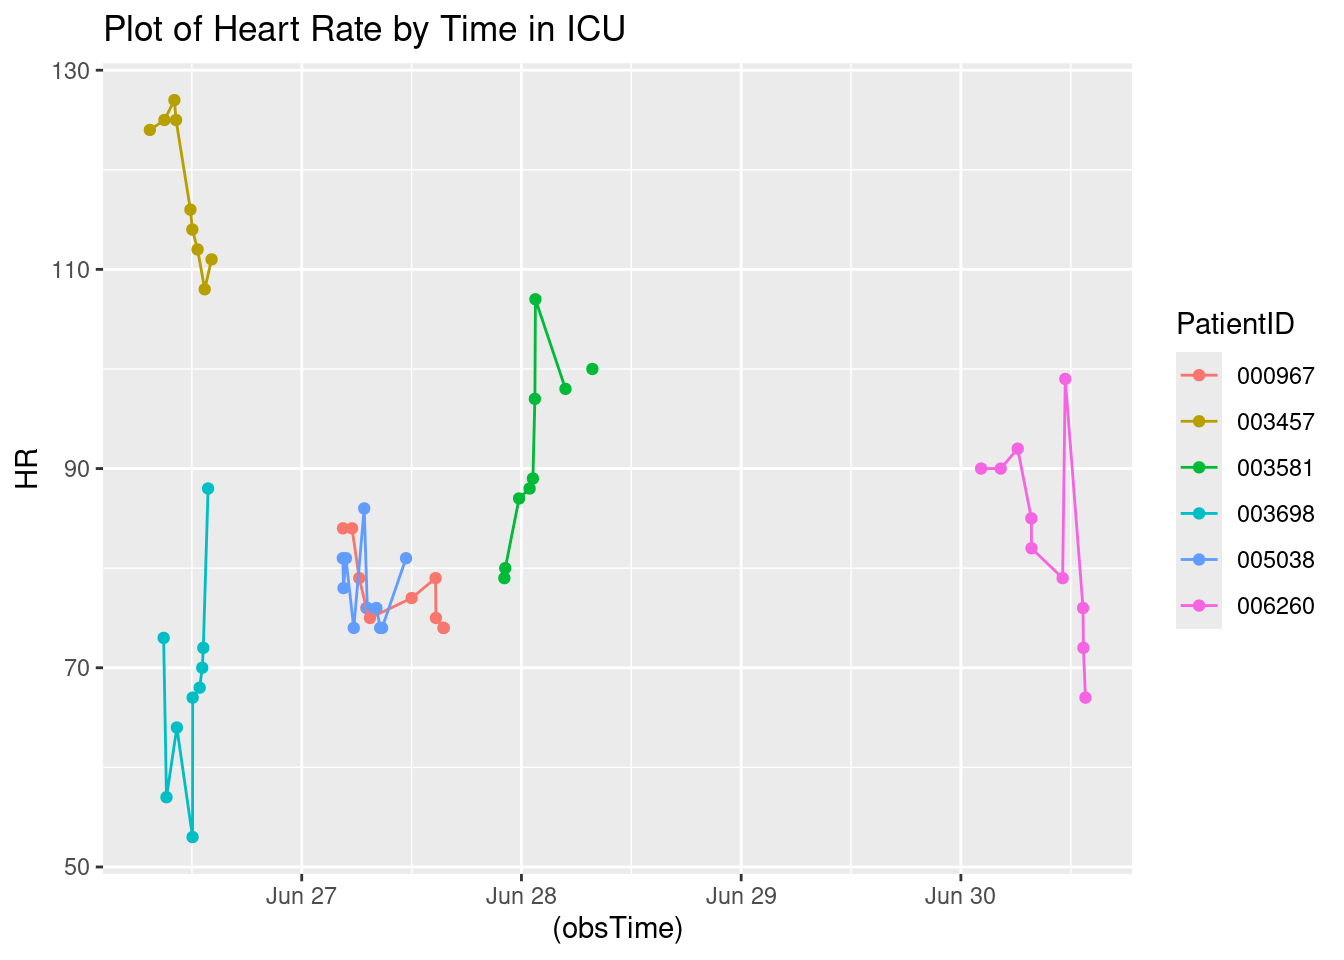 Plot of Heart Rate by Time in ICU
130
110
90
70
50
HR
Jun 27
Jun 28
Jun 29
Jun 30
(obsTime)
PatientID
000967
003457
003581
003698
005038
006260